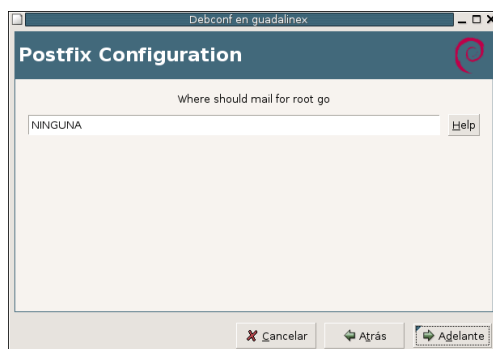 Debconf en guadalinex
Postfix Configuration
Where should mail for root go
NINGUNA
Help
Cancelar
Atrás
Adelante